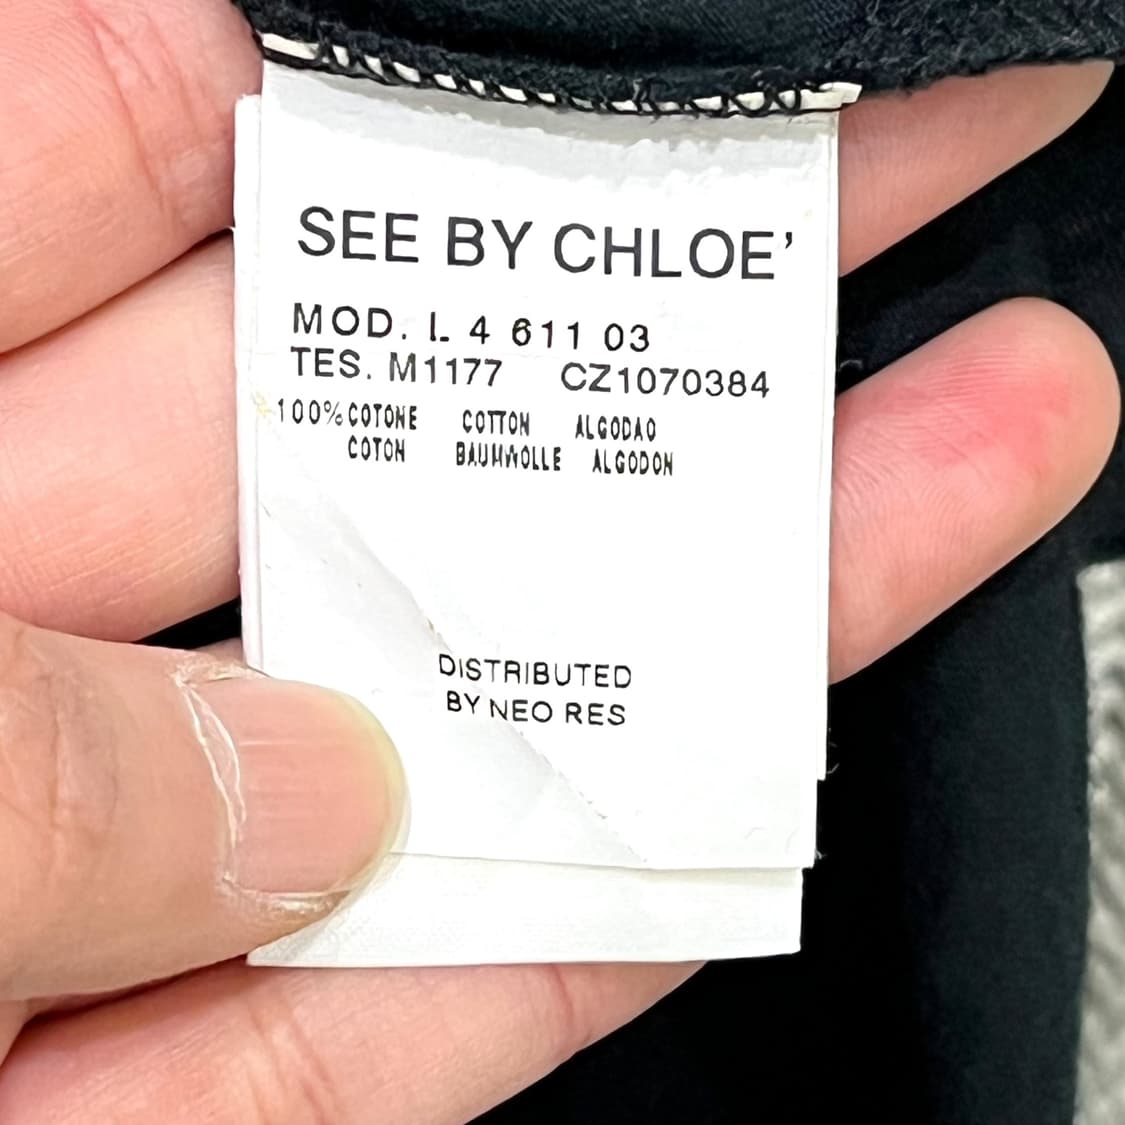 SEE BY CHLOE'
MOD. L 4 611 03
TES. M1177 CZ1070384
100% COTONE COTTON ALGODAO
COTON BAUMWOLLE ALGODON
DISTRIBUTED
BY NEO RES